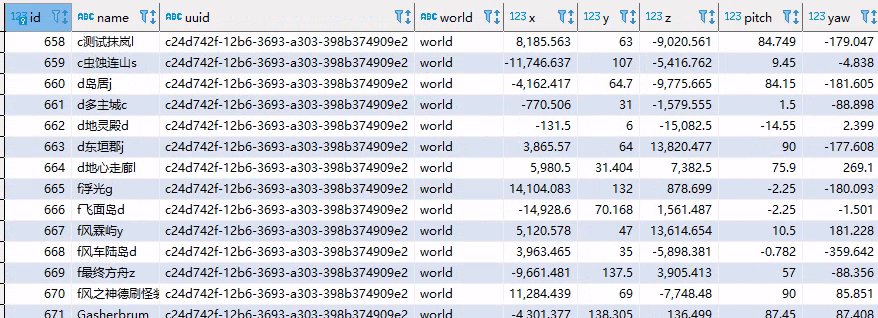 123 id ABC name ABC uuid ABC world 123 x 123 y 123 z 123 pitch 123 yaw
658 c测试抹岚l c24d742f-12b6-3693-a303-398b374909e2 world 8,185.563 63 -9,020.561 84.749 -179.047
659 c虫蚀连山s c24d742f-12b6-3693-a303-398b374909e2 world -11,746.637 107 -5,416.762 9.45 -4.838
660 d岛居j c24d742f-12b6-3693-a303-398b374909e2 world -4,162.417 64.7 -9,775.665 84.15 -181.605
661 d多主城c c24d742f-12b6-3693-a303-398b374909e2 world -770.506 31 -1,579.555 1.5 -88.898
662 d地灵殿d c24d742f-12b6-3693-a303-398b374909e2 world -131.5 6 -15,082.5 -14.55 2.399
663 d东垣郡j c24d742f-12b6-3693-a303-398b374909e2 world 3,865.57 64 13,820.477 90 -177.608
664 d地心走廊l c24d742f-12b6-3693-a303-398b374909e2 world 5,980.5 31.404 7,382.5 75.9 269.1
665 f浮光g c24d742f-12b6-3693-a303-398b374909e2 world 14,104.083 132 878.699 -2.25 -180.093
666 f飞面岛d c24d742f-12b6-3693-a303-398b374909e2 world -14,928.6 70.168 1,561.487 -2.25 -1.501
667 f风霖屿y c24d742f-12b6-3693-a303-398b374909e2 world 5,120.578 47 13,614.654 10.5 181.228
668 f风车陆岛d c24d742f-12b6-3693-a303-398b374909e2 world 3,963.465 35 -5,898.381 -0.782 -359.642
669 f最终方舟z c24d742f-12b6-3693-a303-398b374909e2 world -9,661.481 137.5 3,905.413 57 -88.356
670 f风之神德刷怪 c24d742f-12b6-3693-a303-398b374909e2 world 11,284.439 69 -7,748.48 90 85.851
671 Gasherbrum c24d742f-12b6-3693-a303-398b374909e2 world -4,301.377 138.305 136.499 87.45 87.408